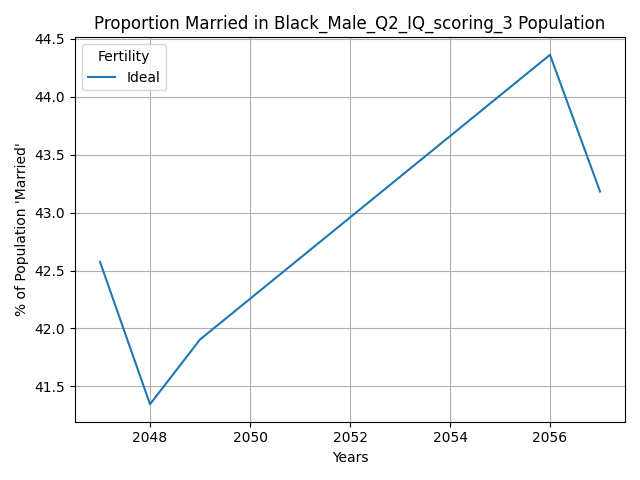 Proportion Married in Black_Male_Q2_IQ_scoring_3 Population
Fertility
Ideal
% of Population 'Married'
44.5
44.0
43.5
43.0
42.5
42.0
41.5
2048 2050 2052 2054 2056
Years